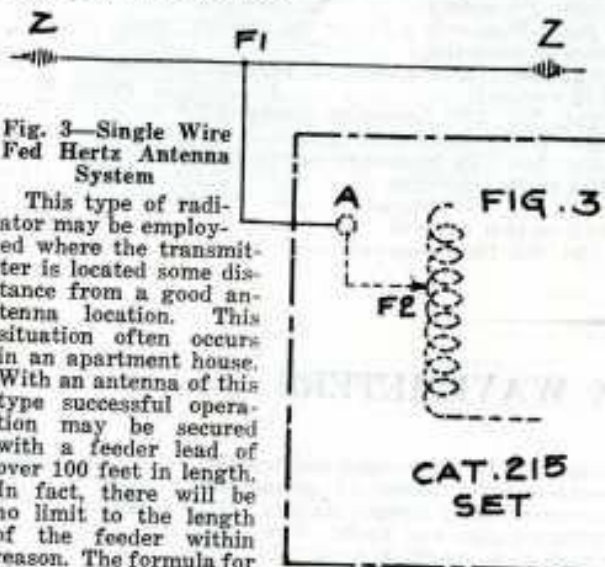 Z
F1
Z
Fig. 3—Single Wire
Fed Hertz Antenna
System
This type of radi-
ator may be employ-
ed where the transmit-
ter is located some dis-
tance from a good an-
tenna location. This
situation often occurs
in an apartment house.
With an antenna of this
type successful opera-
tion may be secured
with a feeder lead of
over 100 feet in length.
In fact, there will be
no limit to the length
of the feeder within
reason. The formula for
A
FIG. 3
F2
CAT. 215
SET